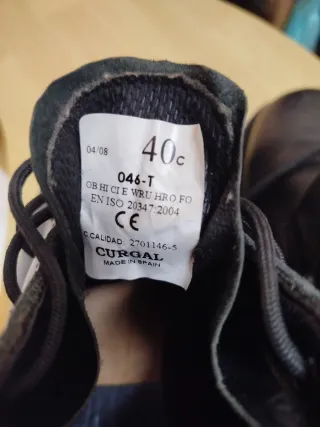 04/08 40c
046-T
OB HI CI E WRU HRO FO
EN ISO 20347:2004
CE
C.CALIDAD: 2701146-5
CURGAL
MADE IN SPAIN